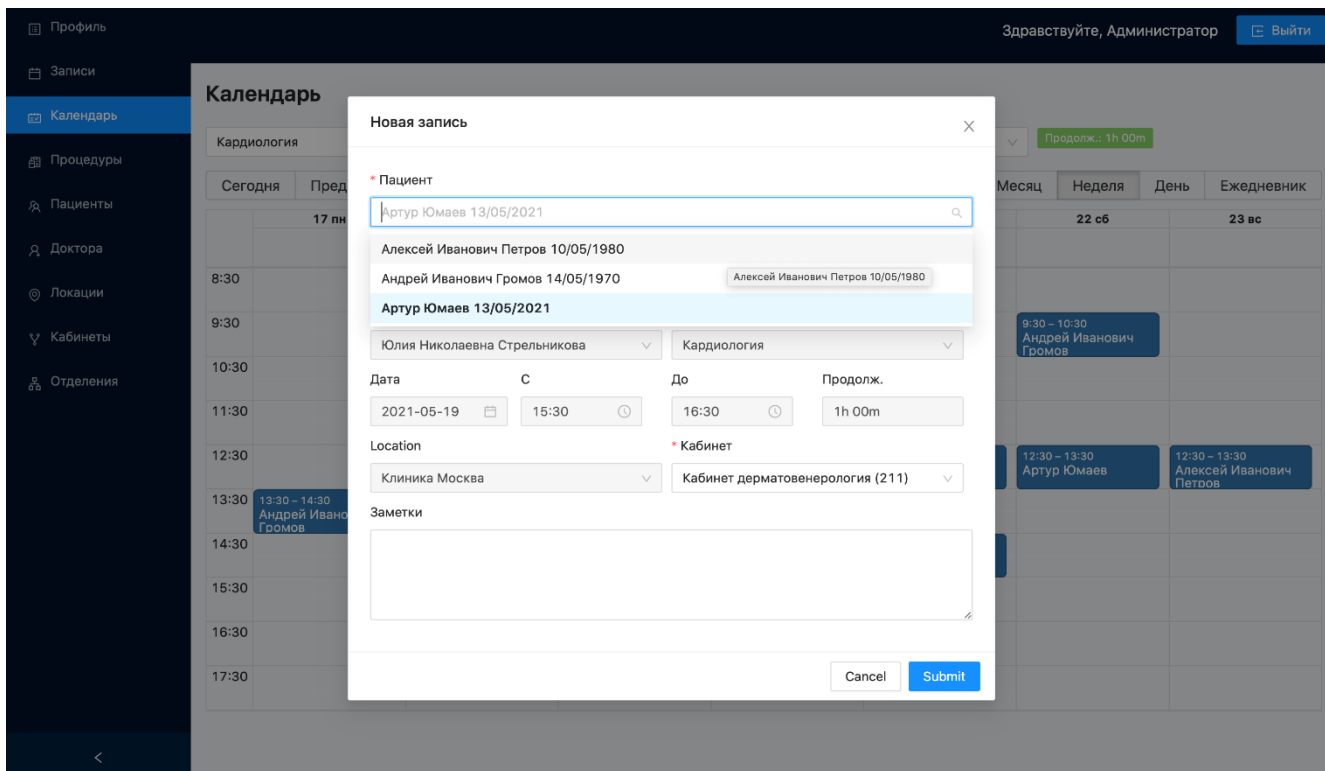 Профиль
Здравствуйте, Администратор
Выйти
Записи
Календарь
Процедуры
Пациенты
Доктора
Локации
Кабинеты
Отделения
Календарь
Кардиология
Продолж.: 1h 00m
Сегодня
Пред
Месяц
Неделя
День
Ежедневник
17 пн
22 сб
23 вс
8:30
9:30
10:30
11:30
12:30
13:30
14:30
15:30
16:30
17:30
13:30 – 14:30
Андрей Ивано
Громов
9:30 – 10:30
Андрей Иванович
Громов
12:30 – 13:30
Артур Юмаев
12:30 – 13:30
Алексей Иванович
Петров
Новая запись
* Пациент
Артур Юмаев 13/05/2021
Алексей Иванович Петров 10/05/1980
Андрей Иванович Громов 14/05/1970
Алексей Иванович Петров 10/05/1980
Артур Юмаев 13/05/2021
Юлия Николаевна Стрельникова
Кардиология
Дата
С
До
Продолж.
2021-05-19
15:30
16:30
1h 00m
Location
* Кабинет
Клиника Москва
Кабинет дерматовенерология (211)
Заметки
Cancel
Submit